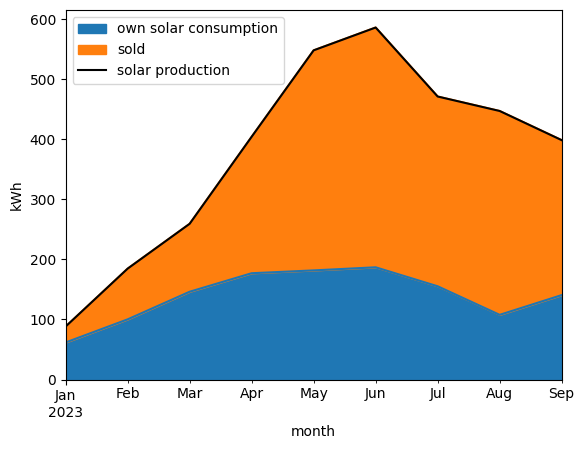 own solar consumption
sold
solar production
600
500
400
300
200
100
0
kWh
Jan Feb Mar Apr May Jun Jul Aug Sep
2023
month